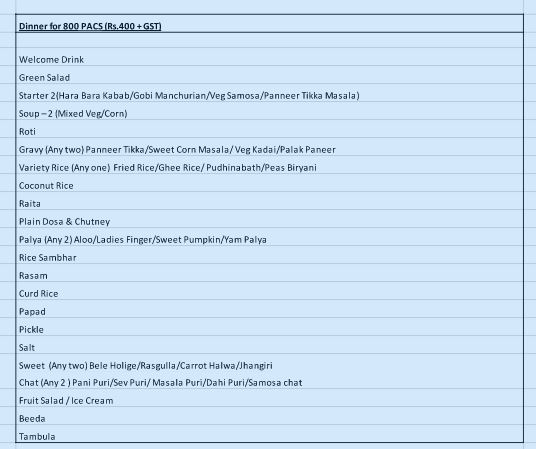 Dinner for 800 PACS (Rs.400 + GST)
Welcome Drink
Green Salad
Starter 2(Hara Bara Kabab/Gobi Manchurian/Veg Samosa/Panneer Tikka Masala)
Soup – 2 (Mixed Veg/Corn)
Roti
Gravy (Any two) Panneer Tikka/Sweet Corn Masala/ Veg Kadai/Palak Paneer
Variety Rice (Any one) Fried Rice/Ghee Rice/ Pudhinabath/Peas Biryani
Coconut Rice
Raita
Plain Dosa & Chutney
Palya (Any 2) Aloo/Ladies Finger/Sweet Pumpkin/Yam Palya
Rice Sambhar
Rasam
Curd Rice
Papad
Pickle
Salt
Sweet (Any two) Bele Holige/Rasgulla/Carrot Halwa/Jhangiri
Chat (Any 2 ) Pani Puri/Sev Puri/ Masala Puri/Dahi Puri/Samosa chat
Fruit Salad / Ice Cream
Beeda
Tambula